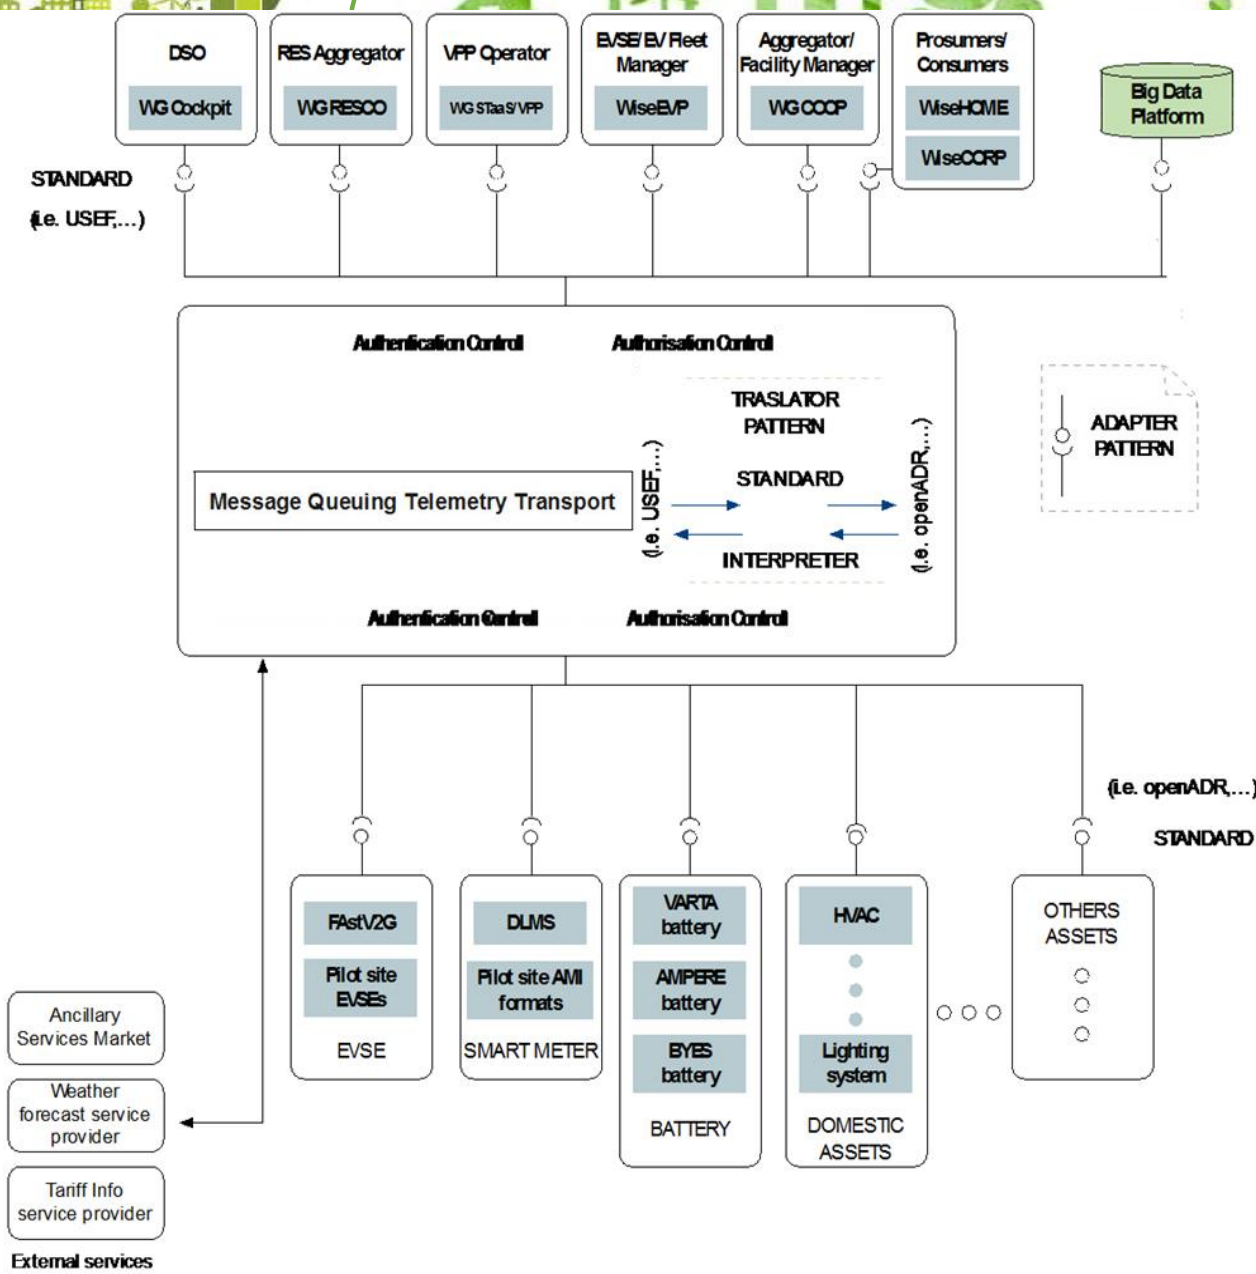 DSO
WG Cockpit
RES Aggregator
WG RESCO
VPP Operator
WG STaaS/VPP
EVSE/EV Fleet
Manager
WiseEVP
Aggregator/
Facility Manager
WG COOP
Prosumers/
Consumers
WiseHOME
WiseCORP
Big Data
Platform
STANDARD
(i.e. USEF,...)
Authentication Control
Authorisation Control
TRASLATOR
PATTERN
Message Queuing Telemetry Transport
(i.e. USEF,...)
STANDARD
INTERPRETER
(i.e. openADR,...)
Authentication Control
Authorisation Control
ADAPTER
PATTERN
(i.e. openADR,...)
STANDARD
FAstV2G
Pilot site
EVSEs
EVSE
DLMS
Pilot site AMI
formats
SMART METER
VARTA
battery
AMPERE
battery
BYES
battery
BATTERY
HVAC
Lighting
system
DOMESTIC
ASSETS
OTHERS
ASSETS
Ancillary
Services Market
Weather
forecast service
provider
Tariff Info
service provider
External services